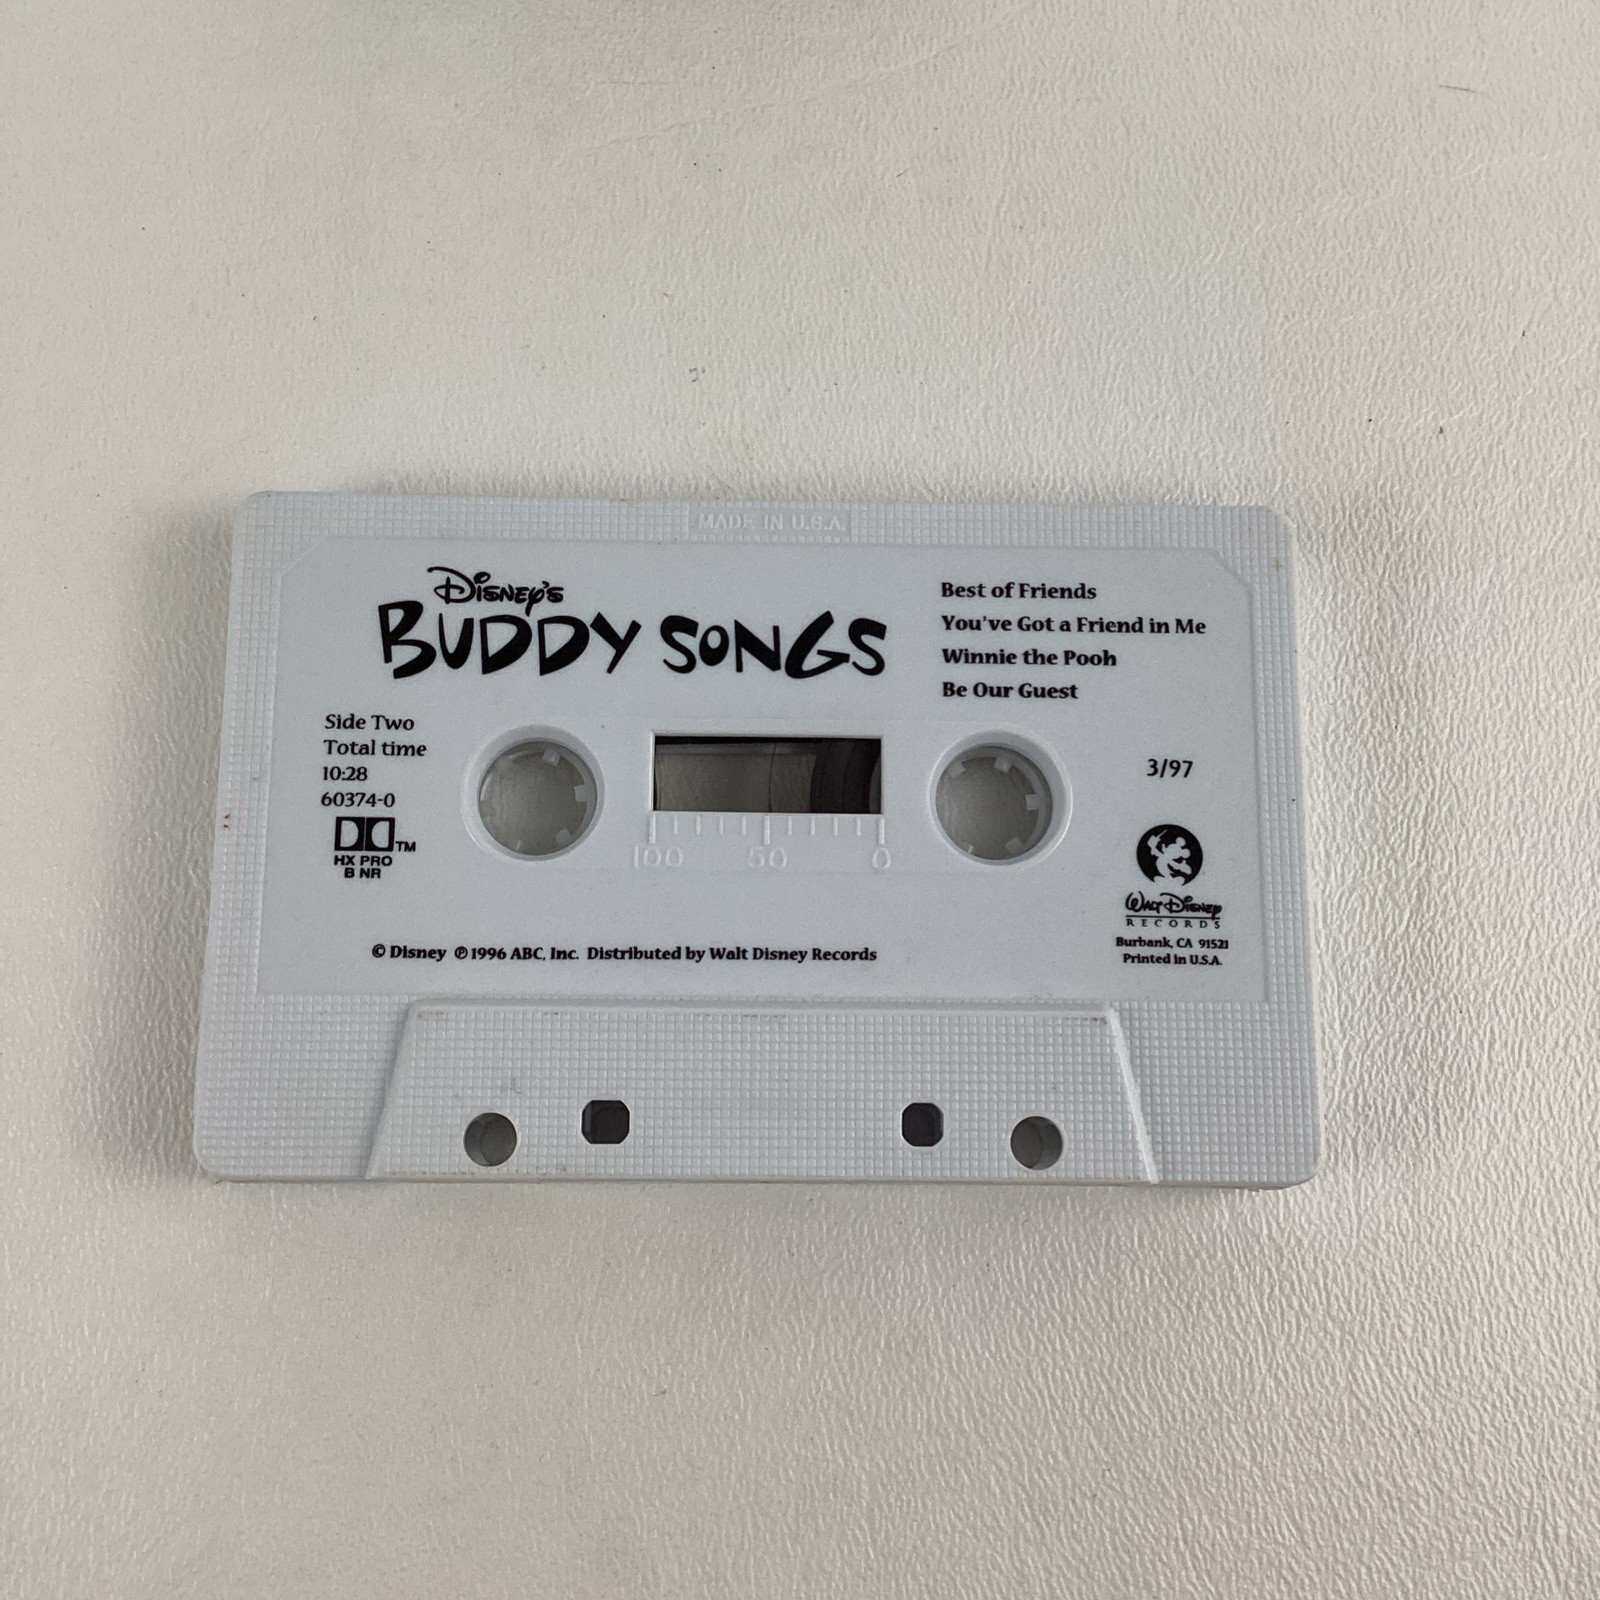 MADE IN U.S.A.
Disney's
BUDDY SONGS
Best of Friends
You've Got a Friend in Me
Winnie the Pooh
Be Our Guest
Side Two
Total time
10:28
60374-0
TM
HX PRO
B NR
100 50 0
3/97
Walt Disney
RECORDS
Burbank, CA 91521
Printed in U.S.A.
© Disney ℗ 1996 ABC, Inc. Distributed by Walt Disney Records